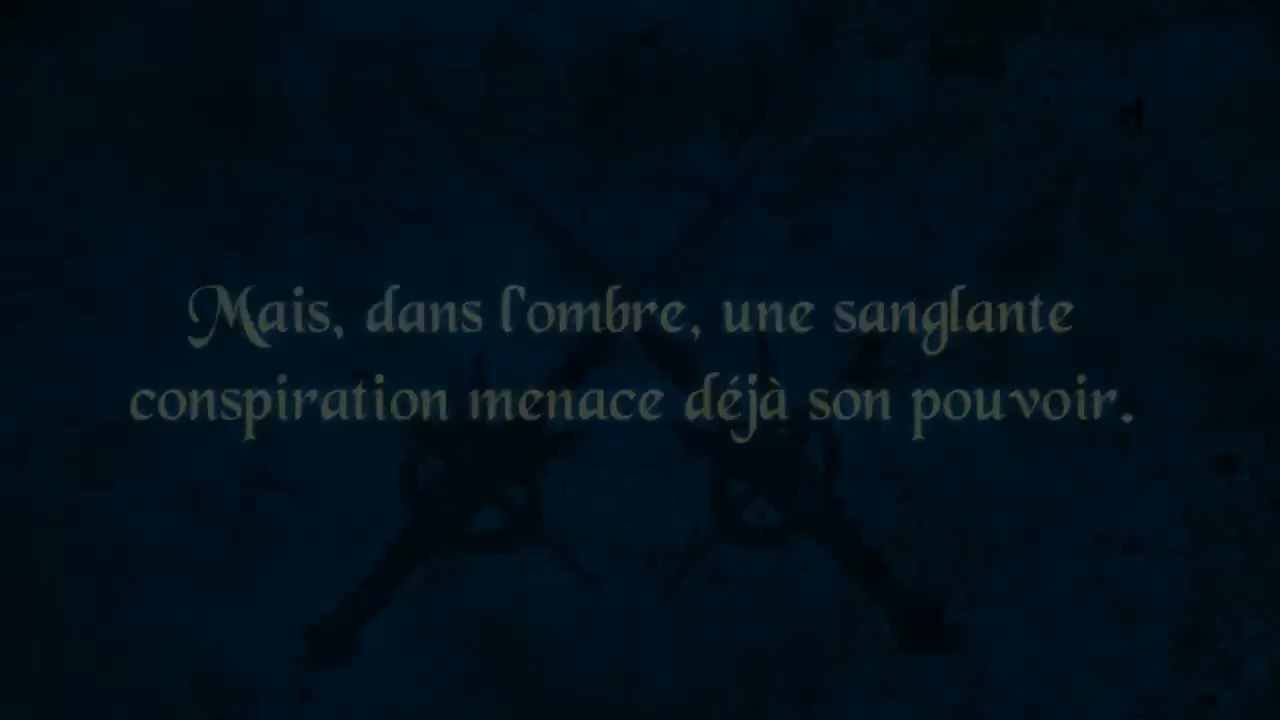 Mais, dans l'ombre, une sanglante
conspiration menace déjà son pouvoir.